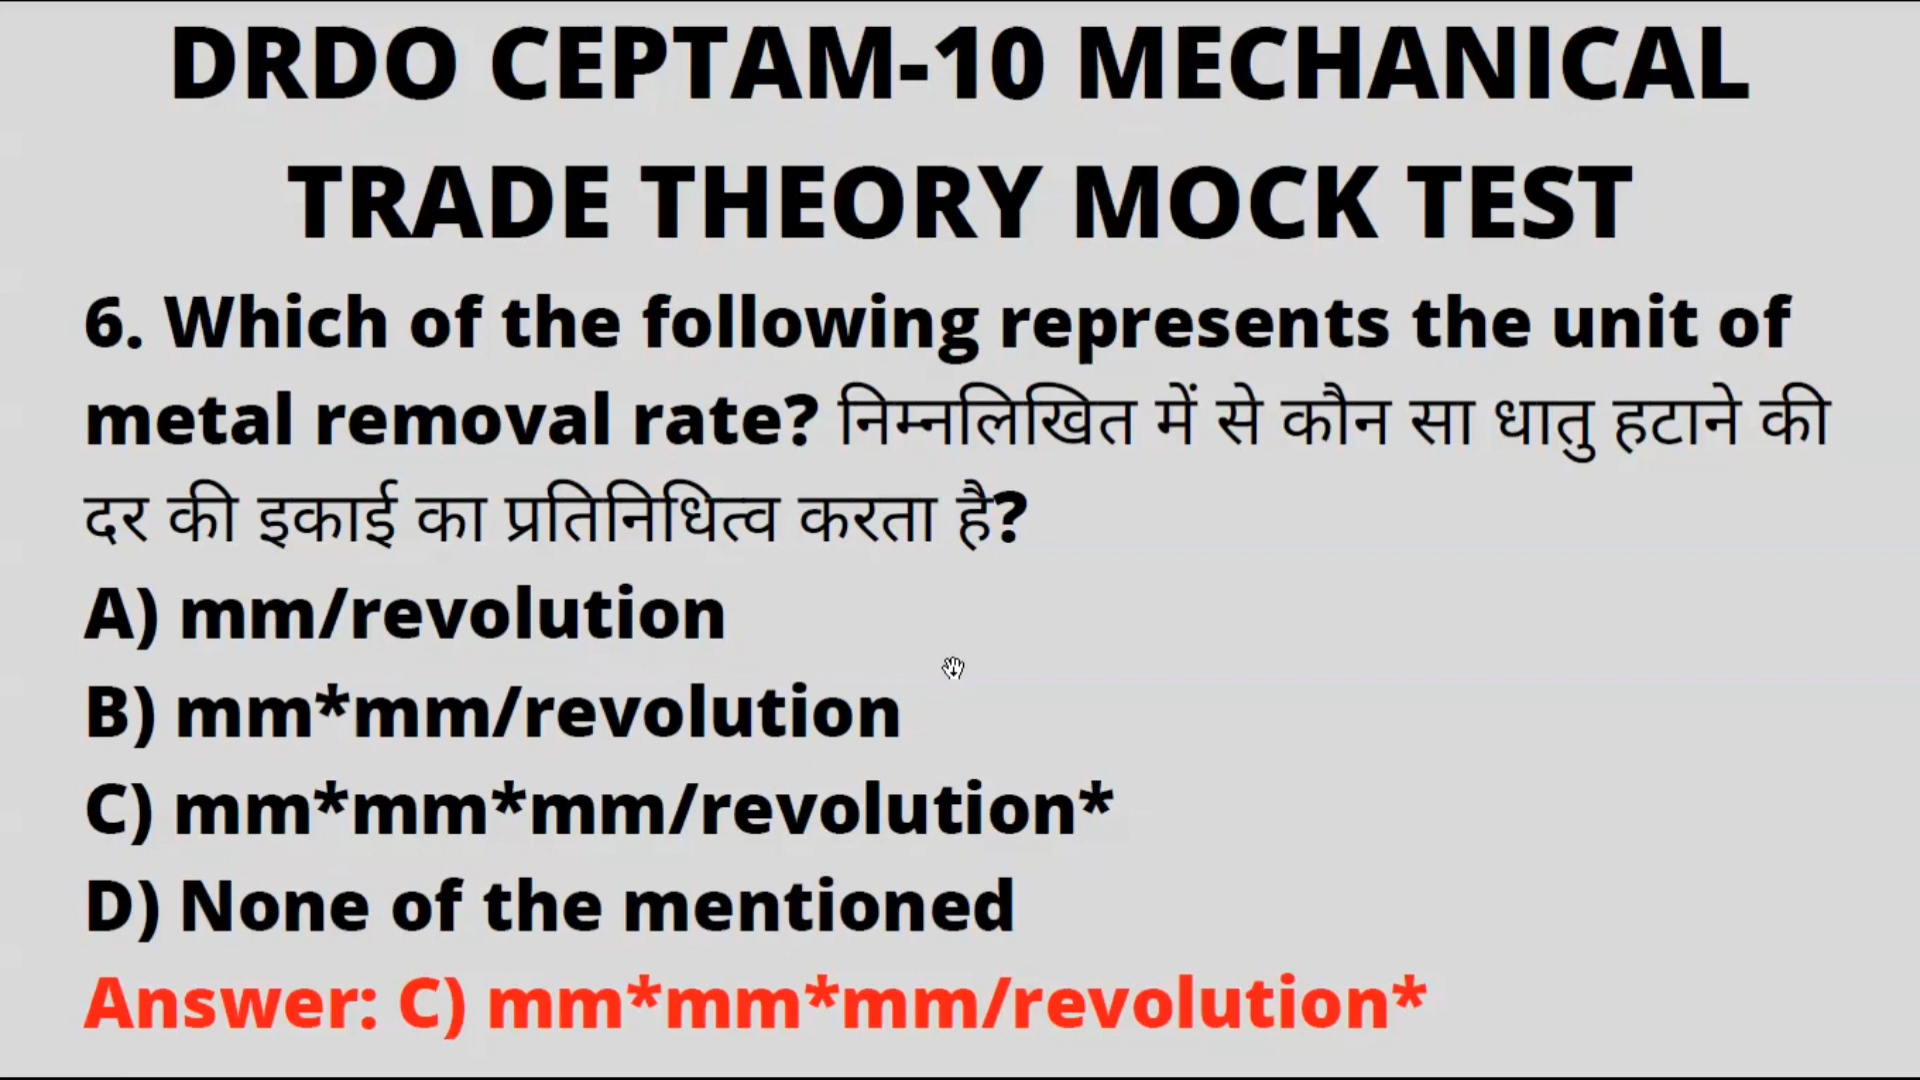 DRDO CEPTAM-10 MECHANICAL
TRADE THEORY MOCK TEST
6. Which of the following represents the unit of
metal removal rate? निम्नलिखित में से कौन सा धातु हटाने की
दर की इकाई का प्रतिनिधित्व करता है?
A) mm/revolution
B) mm*mm/revolution
C) mm*mm*mm/revolution*
D) None of the mentioned
Answer: C) mm*mm*mm/revolution*